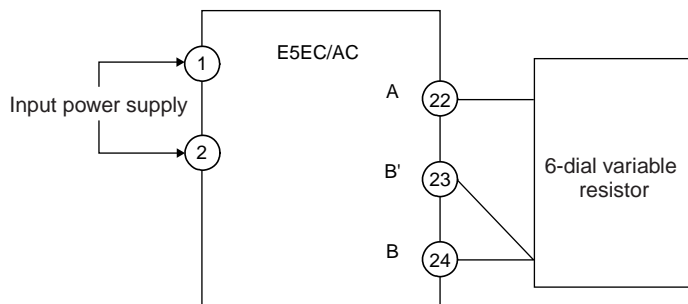 E5EC/AC
1
Input power supply
2
A
22
B'
23
B
24
6-dial variable
resistor